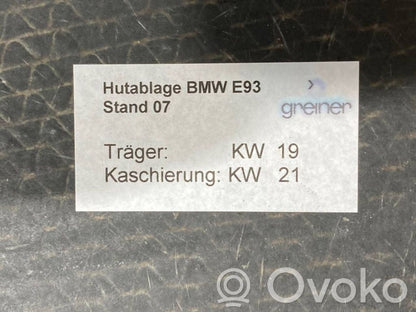 Hutablage BMW E93
Stand 07
greiner
Träger: KW 19
Kaschierung: KW 21
Ovoko